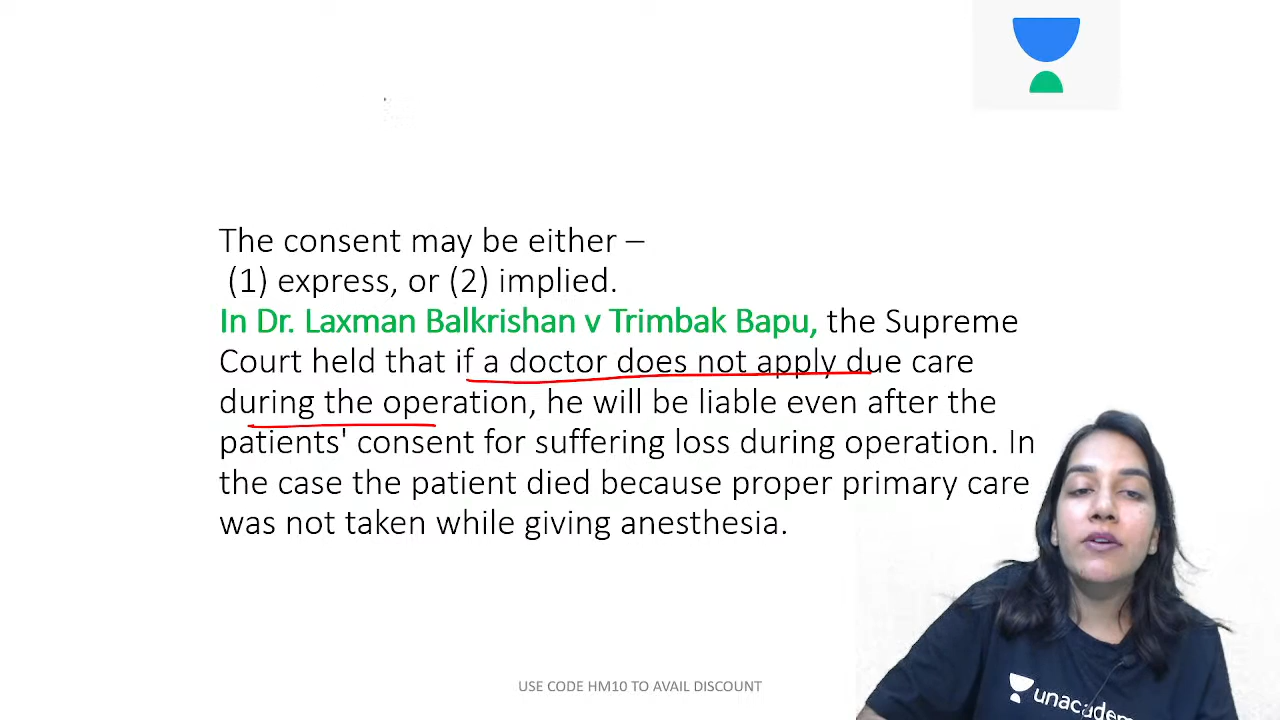 The consent may be either –
(1) express, or (2) implied.
In Dr. Laxman Balkrishan v Trimbak Bapu, the Supreme
Court held that if a doctor does not apply due care
during the operation, he will be liable even after the
patients' consent for suffering loss during operation. In
the case the patient died because proper primary care
was not taken while giving anesthesia.
USE CODE HM10 TO AVAIL DISCOUNT